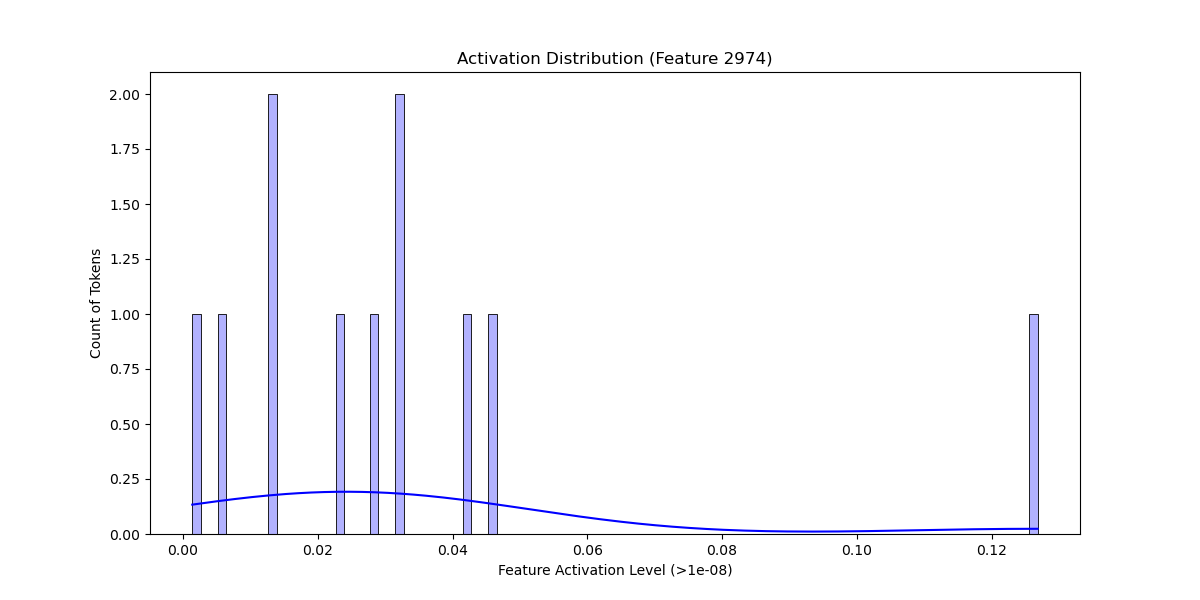 Activation Distribution (Feature 2974)
Count of Tokens
2.00
1.75
1.50
1.25
1.00
0.75
0.50
0.25
0.00
0.00 0.02 0.04 0.06 0.08 0.10 0.12
Feature Activation Level (>1e-08)